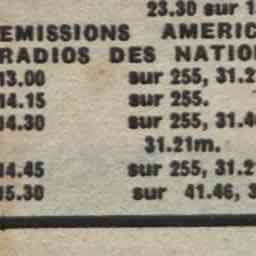 23.30 sur 1
EMISSIONS AMERIC
RADIOS DES NATIO
13.00 sur 255, 31.2
14.15 sur 255.
14.30 sur 255, 31.4
31.21m.
14.45 sur 255, 31.2
15.30 sur 41.46, 3